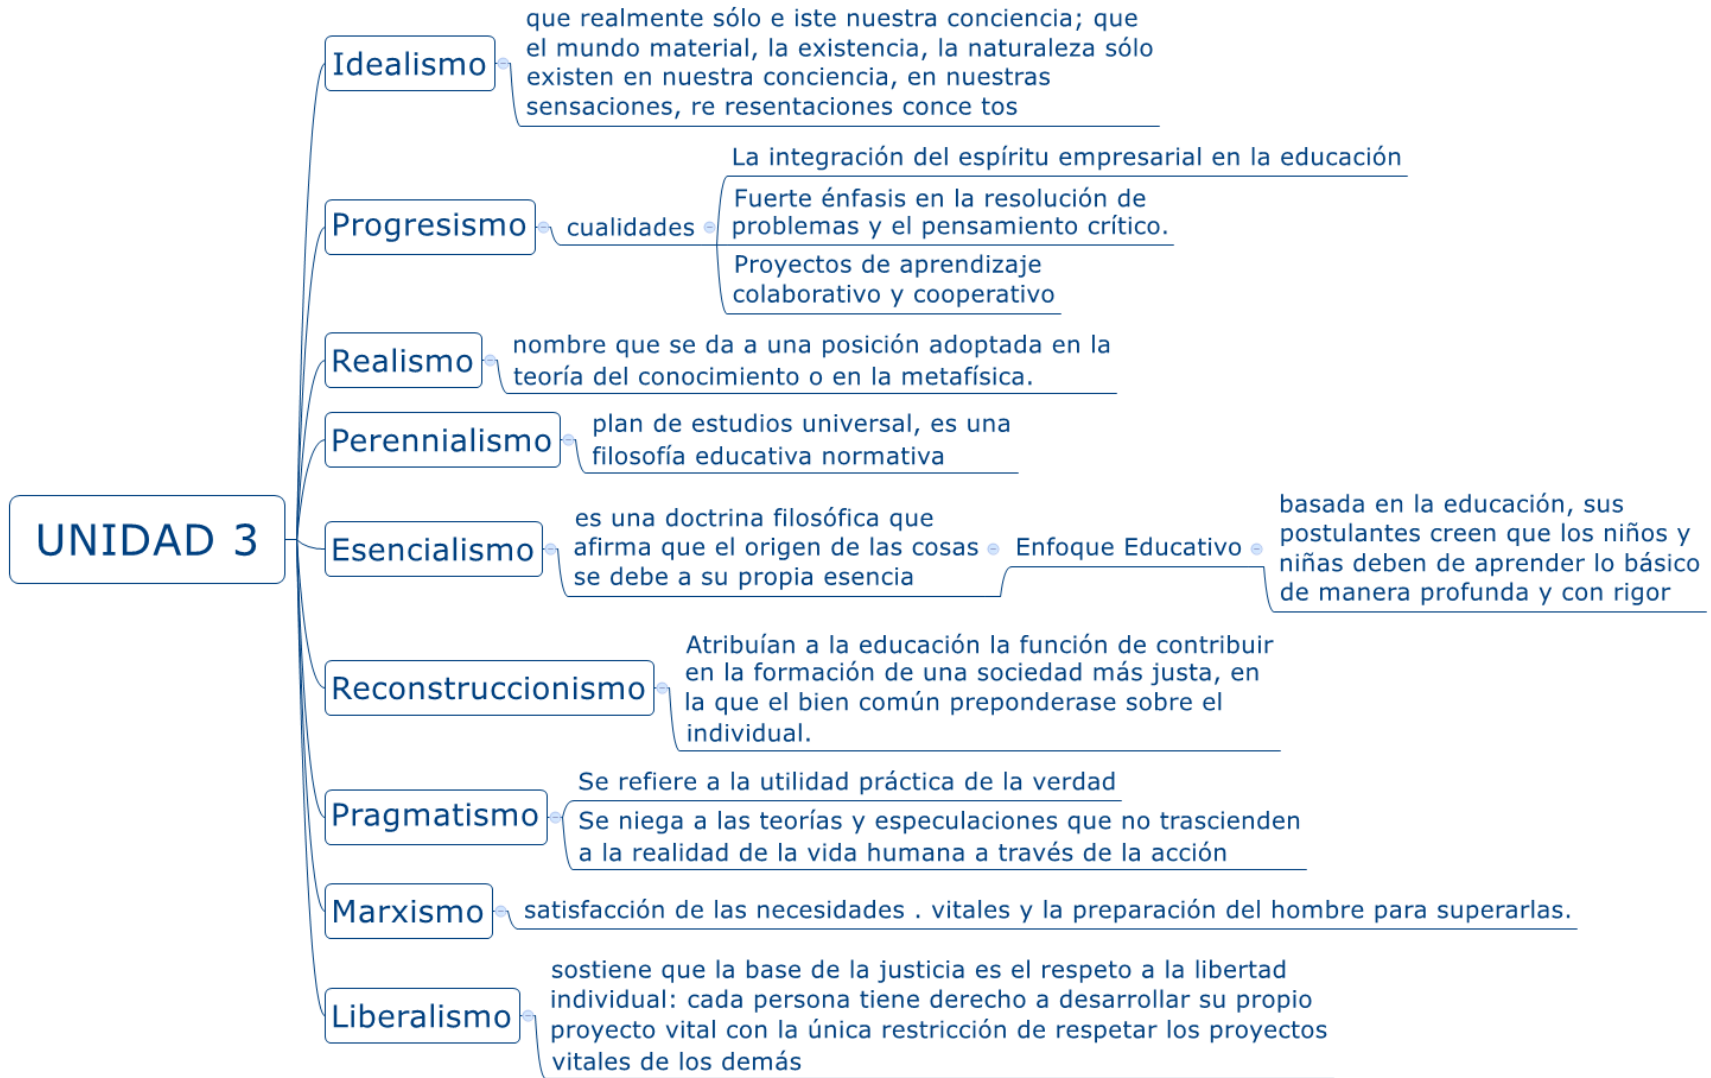 UNIDAD 3
Idealismo
que realmente sólo e iste nuestra conciencia; que
el mundo material, la existencia, la naturaleza sólo
existen en nuestra conciencia, en nuestras
sensaciones, re resentaciones conce tos
Progresismo
cualidades
La integración del espíritu empresarial en la educación
Fuerte énfasis en la resolución de
problemas y el pensamiento crítico.
Proyectos de aprendizaje
colaborativo y cooperativo
Realismo
nombre que se da a una posición adoptada en la
teoría del conocimiento o en la metafísica.
Perennialismo
plan de estudios universal, es una
filosofía educativa normativa
Esencialismo
es una doctrina filosófica que
afirma que el origen de las cosas
se debe a su propia esencia
Enfoque Educativo
basada en la educación, sus
postulantes creen que los niños y
niñas deben de aprender lo básico
de manera profunda y con rigor
Reconstruccionismo
Atribuían a la educación la función de contribuir
en la formación de una sociedad más justa, en
la que el bien común preponderase sobre el
individual.
Pragmatismo
Se refiere a la utilidad práctica de la verdad
Se niega a las teorías y especulaciones que no trascienden
a la realidad de la vida humana a través de la acción
Marxismo
satisfacción de las necesidades . vitales y la preparación del hombre para superarlas.
Liberalismo
sostiene que la base de la justicia es el respeto a la libertad
individual: cada persona tiene derecho a desarrollar su propio
proyecto vital con la única restricción de respetar los proyectos
vitales de los demás